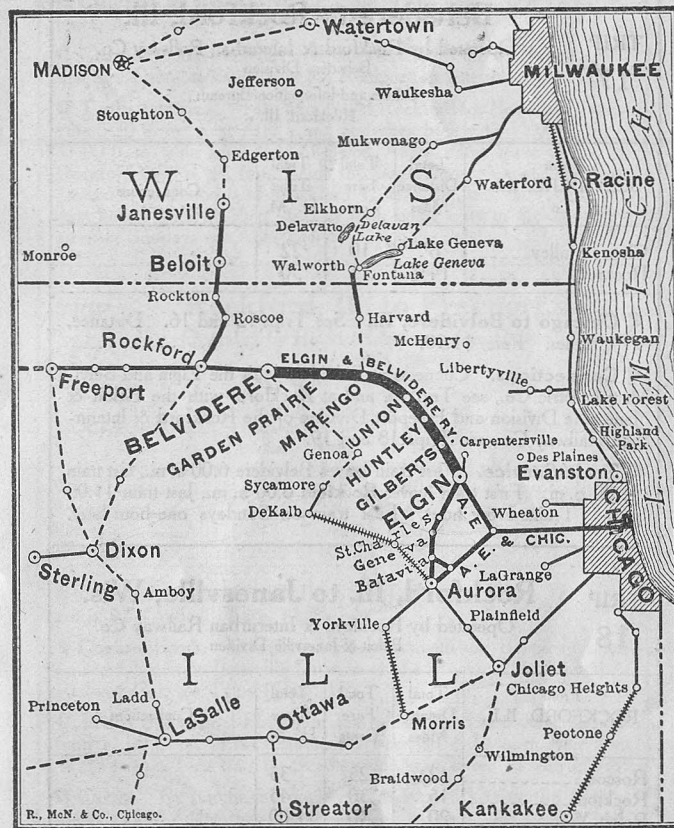 Watertown
MADISON
MILWAUKEE
Jefferson
Waukesha
Stoughton
Mukwonago
Edgerton
WIS
Waterford
Racine
Janesville
Elkhorn
Delavan
Delavan Lake
Lake Geneva
Monroe
Beloit
Walworth
Fontana
Lake Geneva
Kenosha
Rockton
Roscoe
Harvard
L. MICH
McHenry
Waukegan
Rockford
ELGIN & BELVIDERE RY.
Libertyville
Freeport
BELVIDERE
GARDEN PRAIRIE
MARENGO
UNION
HUNTLEY
GILBERTS
ELGIN
Lake Forest
Highland Park
Carpentersville
Des Plaines
Evanston
Genoa
Sycamore
DeKalb
CHICAGO
St. Charles
Geneva
Batavia
A. E. & CHIC.
Wheaton
Dixon
Sterling
LaGrange
Aurora
Amboy
Yorkville
Plainfield
ILL
Joliet
Chicago Heights
Princeton
Ladd
LaSalle
Ottawa
Morris
Peotone
Wilmington
Braidwood
Streator
Kankakee
R., McN. & Co., Chicago.